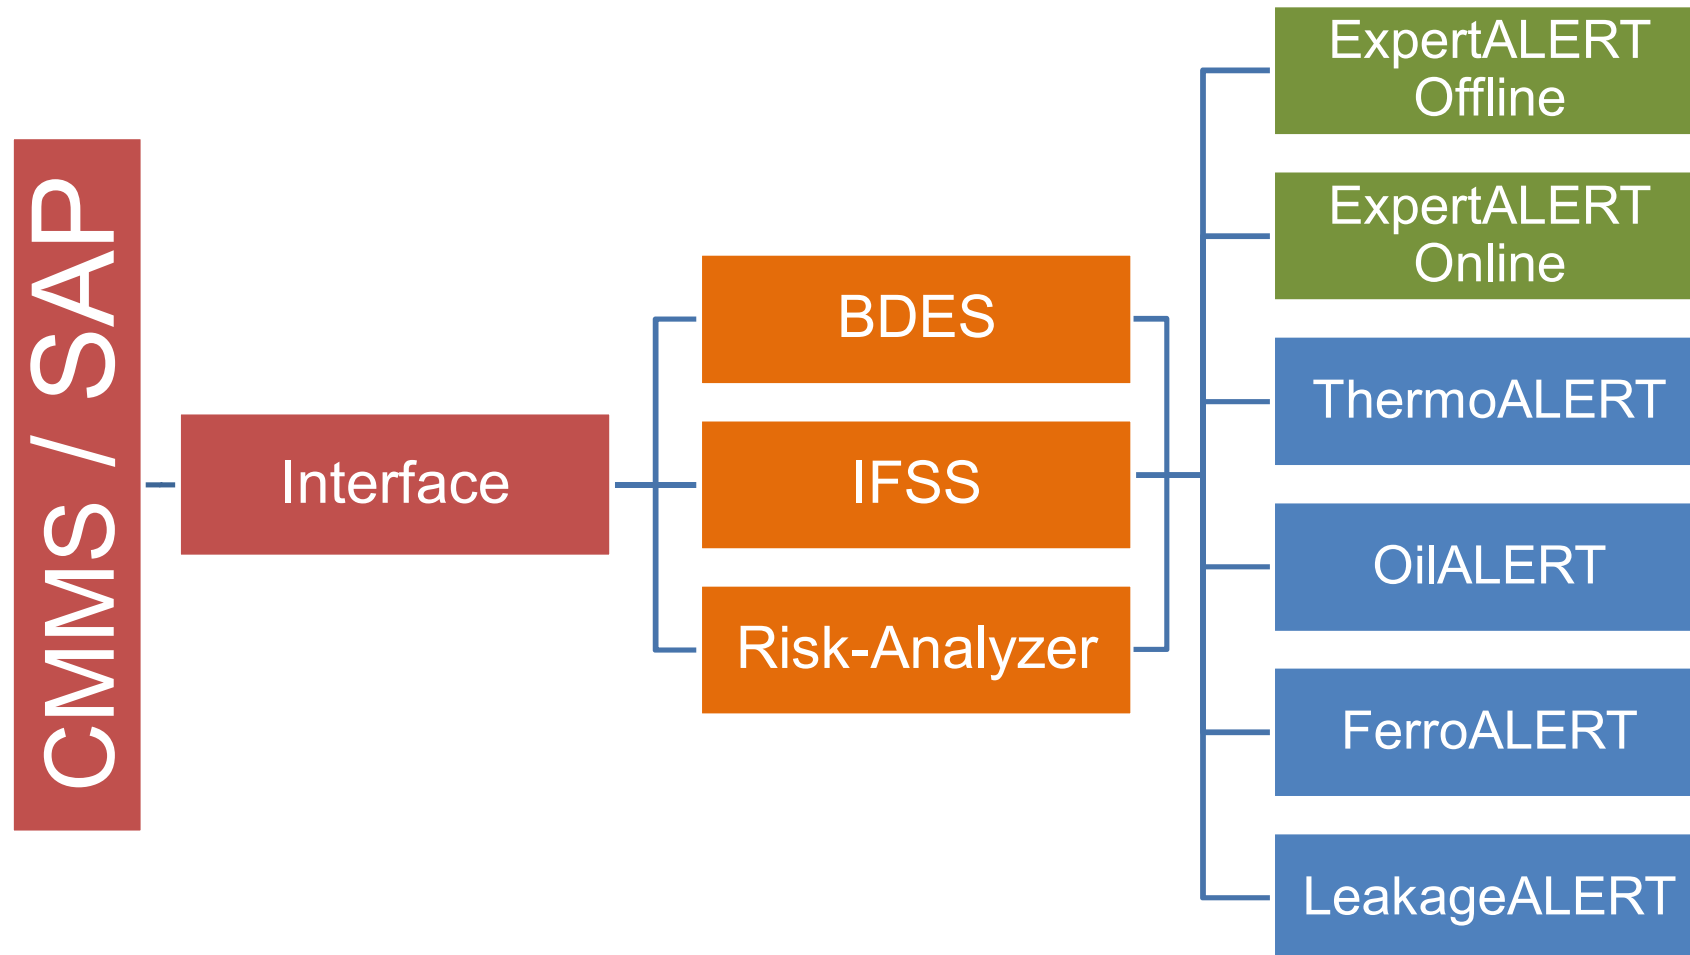 CMMS / SAP
Interface
BDES
IFSS
Risk-Analyzer
ExpertALERT
Offline
ExpertALERT
Online
ThermoALERT
OilALERT
FerroALERT
LeakageALERT